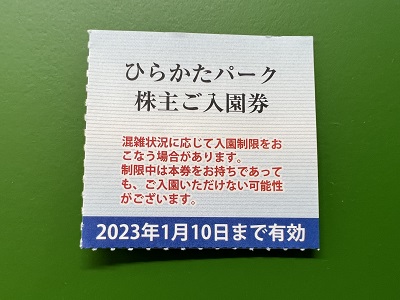 ひらかたパーク
株主ご入園券
混雑状況に応じて入園制限をお
こなう場合があります。
制限中は本券をお持ちであって
も、ご入園いただけない可能性
がございます。
2023年1月10日まで有効